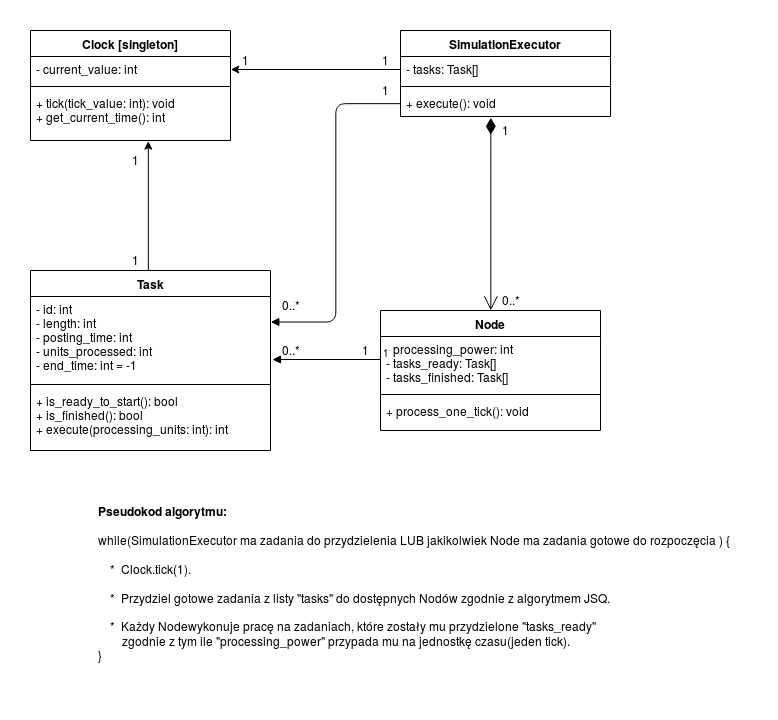 Clock [singleton]
- current_value: int
+ tick(tick_value: int): void
+ get_current_time(): int
1
1
SimulationExecutor
- tasks: Task[]
1
+ execute(): void
1
1
1
Task
- id: int
- length: int
- posting_time: int
- units_processed: int
- end_time: int = -1
+ is_ready_to_start(): bool
+ is_finished(): bool
+ execute(processing_units: int): int
0..*
0..*
1
0..*
Node
1
- processing_power: int
- tasks_ready: Task[]
- tasks_finished: Task[]
+ process_one_tick(): void
Pseudokod algorytmu:
while(SimulationExecutor ma zadania do przydzielenia LUB jakikolwiek Node ma zadania gotowe do rozpoczęcia ) {
* Clock.tick(1).
* Przydziel gotowe zadania z listy "tasks" do dostępnych Nodów zgodnie z algorytmem JSQ.
* Każdy Nodewykonuje pracę na zadaniach, które zostały mu przydzielone "tasks_ready"
zgodnie z tym ile "processing_power" przypada mu na jednostkę czasu(jeden tick).
}